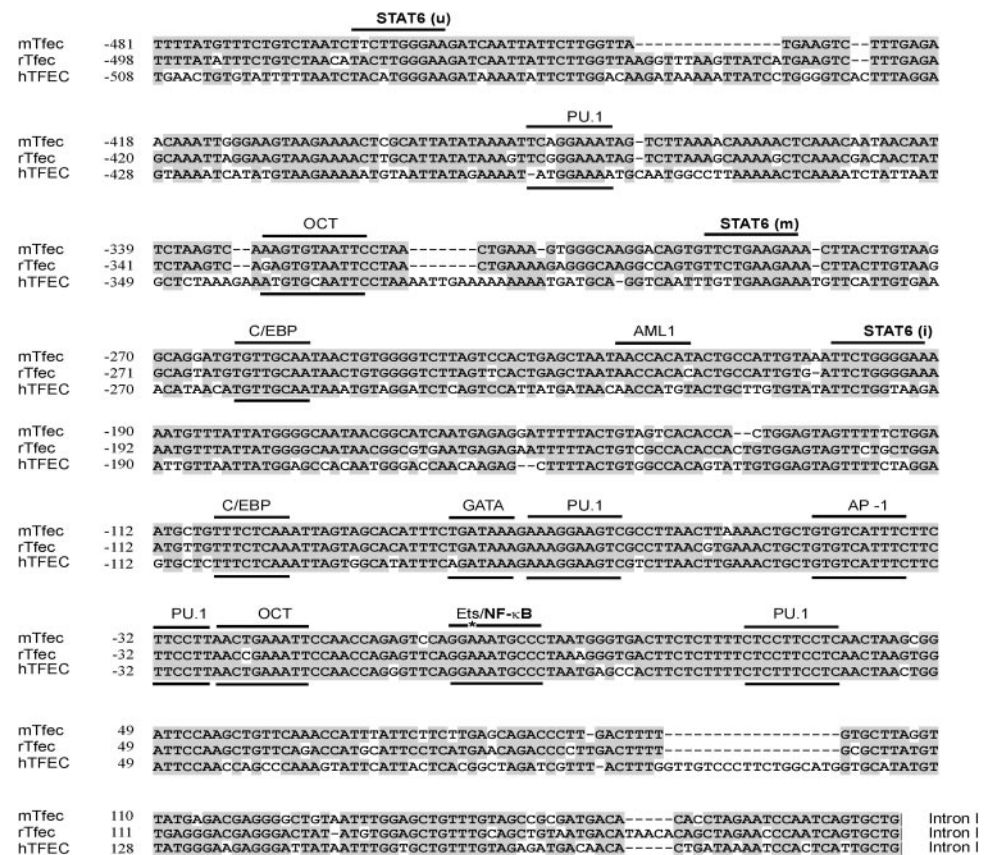 STAT6 (u)
mTfec -481 TTTTATGTTTCTGTCTAATCTTCTTGGGAAGATCAATTATTCTTGGTTA---------------TGAAGTC--TTTGAGA
rTfec -498 TTTTATATTTCTGTCAACATACTTGGGAAGATCAATTATTCTTGGTTAAGGTTTAAGTTATCATGAAGTC--TTTGAGA
hTFEC -508 TGAACTGTGTATTTTTAATCTACATGGGAAGATAAAATATTCTTGGACAAGATAAAAATTATCCTGGGGTCACTTTAGGA
PU.1
mTfec -418 ACAAATTGGGAAGTAAGAAAACTCGCATTATATAAAATTCAGGAAATAG-TCTTAAAACAAAAACTCAAACAATAACAAT
rTfec -420 GCAAATTAGGAAGTAAGAAAACTTGCATTATATAAAGTTCGGGAAATAG-TCTTAAAGCAAAAGCTCAAACGACAACTAT
hTFEC -428 GTAAAATCATATGTAAGAAAAATGTAATTATAGAAAAT-ATGGAAAATGCAATGGCCTTAAAAACTCAAAATCTATTAAT
OCT STAT6 (m)
mTfec -339 TCTAAGTC--AAAGTGTAATTCCTAA-------CTGAAA-GTGGGCAAGGACAGTGTTCTGAAGAAA-CTTACTTGTAAG
rTfec -341 TCTAAGTC--AGAGTGTAATTCCTAA-------CTGAAAAGAGGGCAAGGCCAGTGTTCTGAAGAAA-CTTACTTGTAAG
hTFEC -349 GCTCTAAAGAAATGTGCAATTCCTAAAATTGAAAAAAAAATGATGCA-GGTCAATTTGTTGAAGAAATGTTCATTGTGAA
C/EBP AML1 STAT6 (i)
mTfec -270 GCAGGATGTGTTGCAATAACTGTGGGGTCTTAGTCCACTGAGCTAATAACCACATACTGCCATTGTAAATTCTGGGGAAA
rTfec -271 GCAGTATGTGTTGCAATAACTGTGGGGTCTTAGTTCACTGAGCTAACAACCACACACTGCCATTGTG-ATTCTGGGGAAA
hTFEC -270 ACATAACATGTTGCAATAAATGTAGGATCTCAGTCCATTATGATAACAACCATGTACTGCTTGTGTATATTCTGGTAAGA
mTfec -190 AATGTTTATTATGGGGCAATAACGGCATCAATGAGAGGATTTTTACTGTAGTCACACCA--CTGGAGTAGTTTTTCTGGA
rTfec -192 AATGTTTATTATGGGGCAATAACGGCGTGAATGAGAGAATTTTTACTGTCGCCACACCACTGTGGAGTAGTTCTGCTGGA
hTFEC -190 ATTGTTAATTATGGAGCCACAATGGGACCAACAAGAG--CTTTTACTGTGGCCACAGTATTGTGGAGTAGTTTTCTAGGA
C/EBP GATA PU.1 AP -1
mTfec -112 ATGCTGTTTCTCAAATTAGTAGCACATTTCTGATAAAGAAAGGAAGTCGCCTTAACTTAAAACTGCTGTGTCATTTCTTC
rTfec -112 ATGTTGTTTCTCAAATTAGTAGCACATTTCTGATAAAGAAAGGAAGTCGCCTTAACGTGAAACTGCTGTGTCATTTCTTC
hTFEC -112 GTGCTCTTTCTCAAATTAGTGGCATATTTCAGATAAAGAAAGGAAGTCGTCTTAACTTGAAACTGCTGTGTCATTTCTTC
PU.1 OCT Ets/NF-κB PU.1
*
mTfec -32 TTCCTTAACTGAAATTCCAACCAGAGTCCAGGAAATGCCCTAATGGGTGACTTCTCTTTTCTCCTTCCTCAACTAAGCGG
rTfec -32 TTCCTTAACCGAAATTCCAACCAGAGTTCAGGAAATGCCCTAAAGGGTGACTTCTCTTTTCTCCTTCCTCAACTAAGTGG
hTFEC -32 TTCCTTAACTGAAATTCCAACCAGGGTTCAGGAAATGCCCTAATGAGCCACTTCTCTTTTCTCTTTCCTCAACTAACTGG
mTfec 49 ATTCCAAGCTGTTCAAACCATTTATTCTTCTTGAGCAGACCCTT-GACTTTT------------------GTGCTTAGGT
rTfec 49 ATTCCAAGCTGTTCAGACCATGCATTCCTCATGAACAGACCCCTTGACTTTT------------------GCGCTTATGT
hTFEC 49 ATTCCAACCAGCCCAAAGTATTCATTACTCACGGCTAGATCGTTT-ACTTTGGTTGTCCCTTCTGGCATGGTGCATATGT
mTfec 110 TATGAGACGAGGGGCTGTAATTTGGAGCTGTTTGTAGCCGCGATGACA-----CACCTAGAATCCAATCAGTGCTG Intron I
rTfec 111 TGAGGGACGAGGGACTAT-ATGTGGAGCTGTTTGCAGCTGTAATGACATAACACAGCTAGAACCCAATCAGTGCTG Intron I
hTFEC 128 TATGGGAAGAGGGATTATAATTTGGTGCTGTTTGTAGAGATGACAACA-----CTGATAAAATCCACTCATTGCTG Intron I